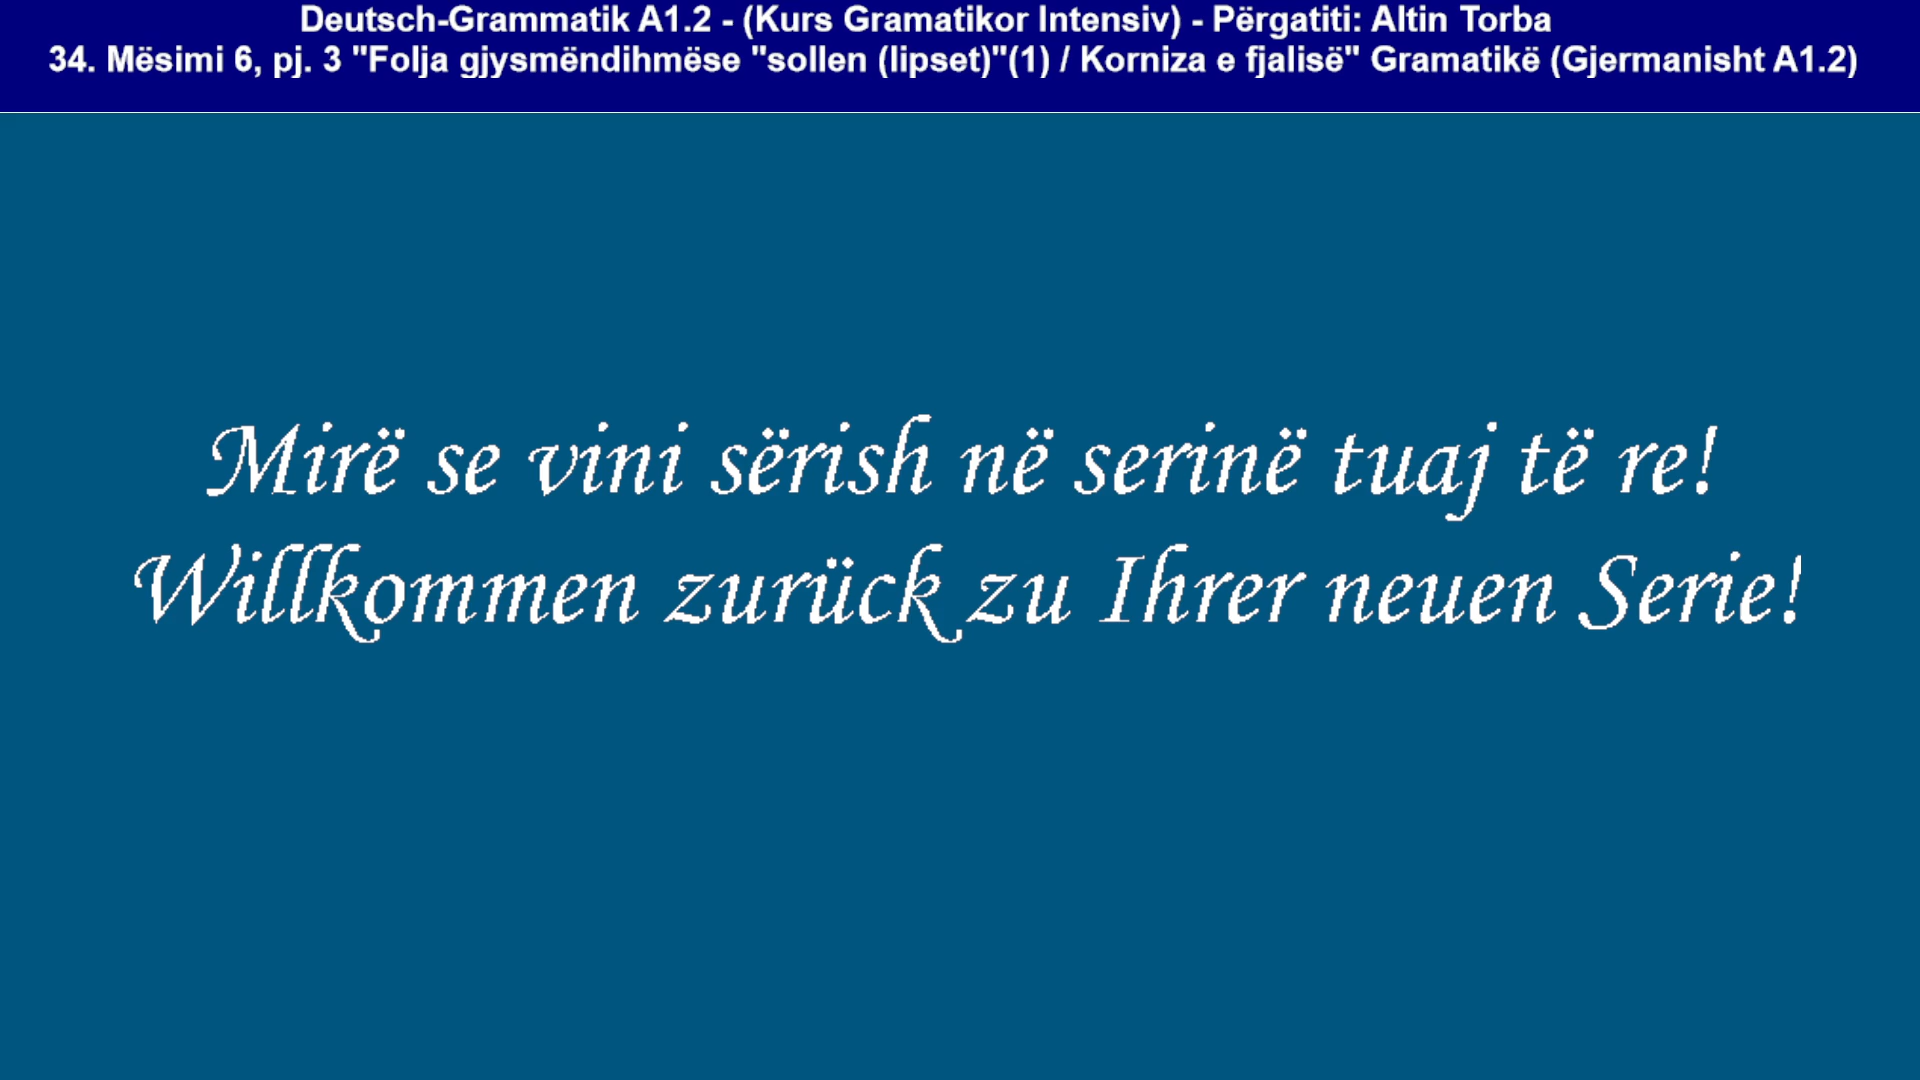 Deutsch-Grammatik A1.2 - (Kurs Gramatikor Intensiv) - Përgatiti: Altin Torba
34. Mësimi 6, pj. 3 "Folja gjysmëndihmëse "sollen (lipset)"(1) / Korniza e fjalisë" Gramatikë (Gjermanisht A1.2)
Mirë se vini sërish në serinë tuaj të re!
Willkommen zurück zu Ihrer neuen Serie!